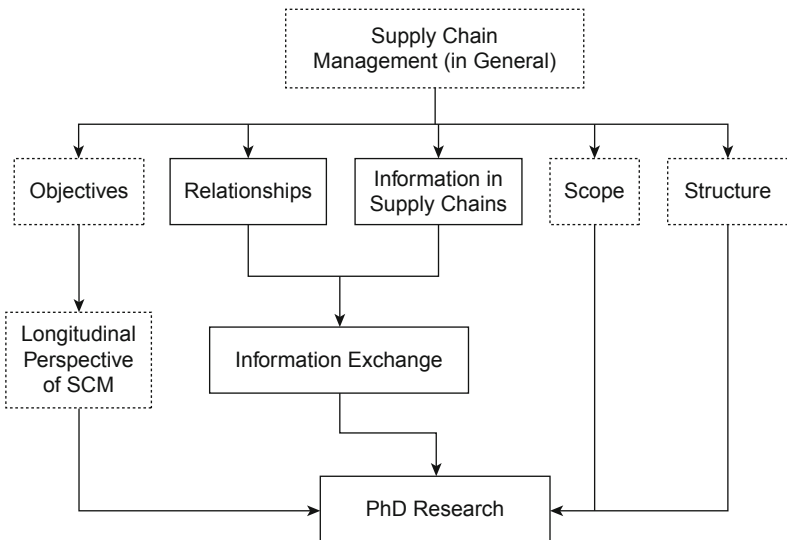 Supply Chain
Management (in General)
Objectives
Relationships
Information in
Supply Chains
Scope
Structure
Longitudinal
Perspective
of SCM
Information Exchange
PhD Research